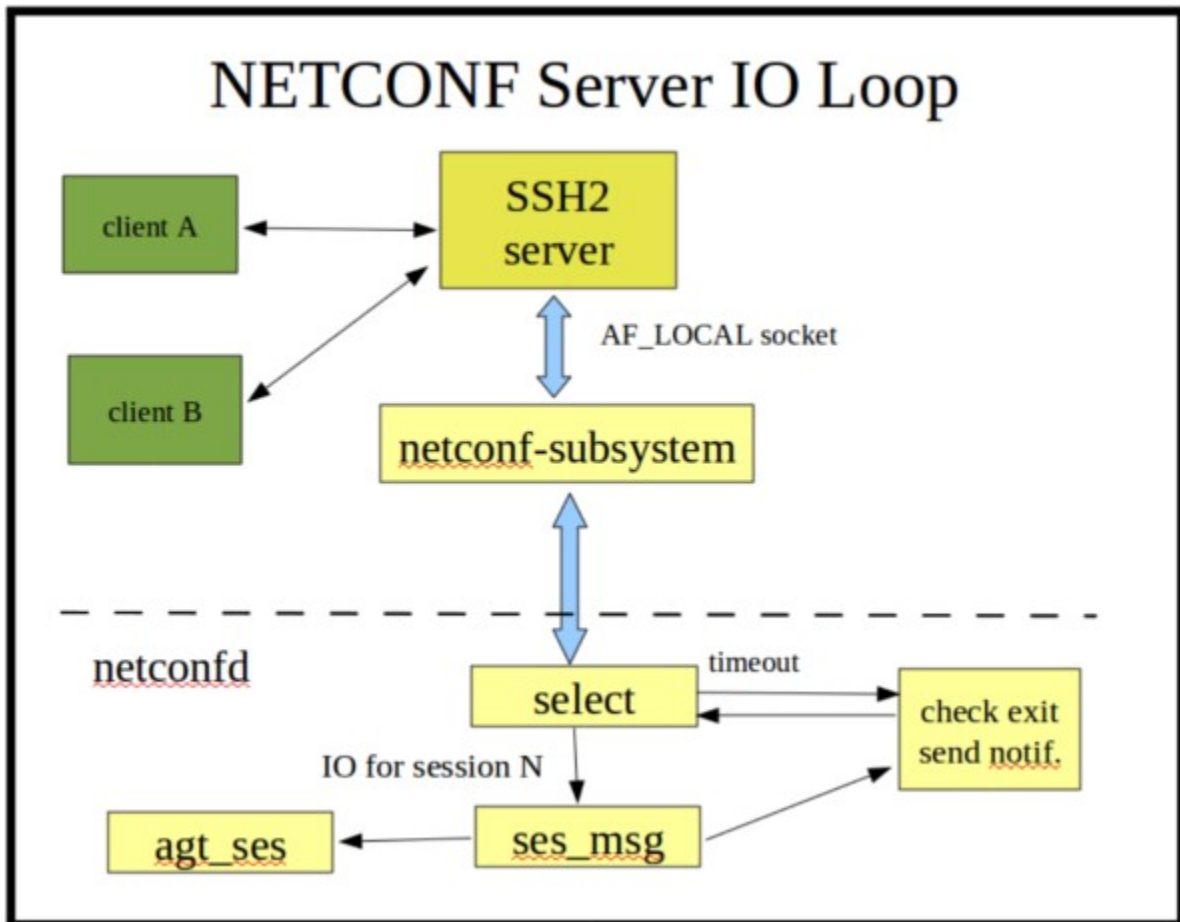 NETCONF Server IO Loop
client A
SSH2
server
AF_LOCAL socket
client B
netconf-subsystem
netconfd
timeout
select
check exit
send notif.
IO for session N
agt_ses
ses_msg